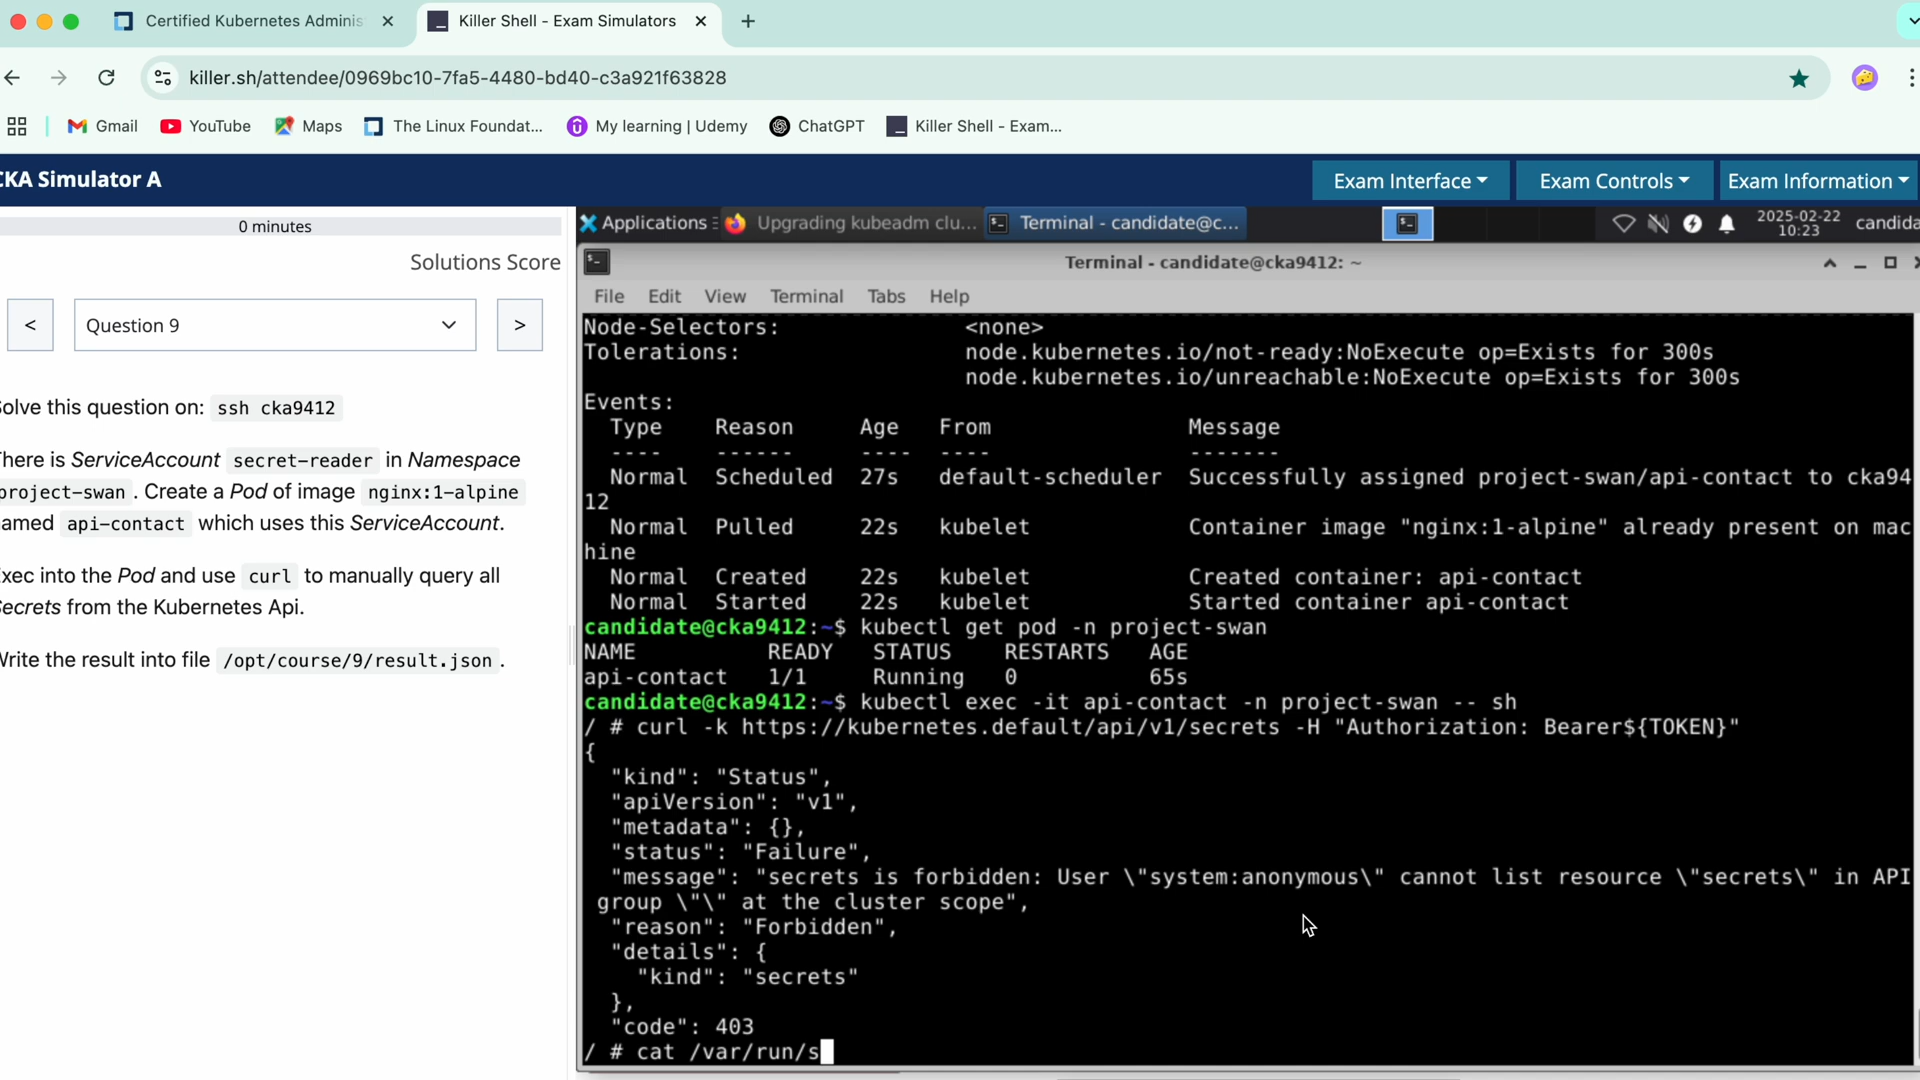 Certified Kubernetes Adminis
Killer Shell - Exam Simulators
killer.sh/attendee/0969bc10-7fa5-4480-bd40-c3a921f63828
Gmail
YouTube
Maps
The Linux Foundat...
My learning | Udemy
ChatGPT
Killer Shell - Exam...
CKA Simulator A
Exam Interface
Exam Controls
Exam Information
0 minutes
Solutions Score
<
Question 9
>
Solve this question on: ssh cka9412
There is ServiceAccount secret-reader in Namespace
project-swan . Create a Pod of image nginx:1-alpine
named api-contact which uses this ServiceAccount.
Exec into the Pod and use curl to manually query all
Secrets from the Kubernetes Api.
Write the result into file /opt/course/9/result.json .
Applications
Upgrading kubeadm clu...
Terminal - candidate@c...
2025-02-22
10:23
candida
Terminal - candidate@cka9412: ~
File Edit View Terminal Tabs Help
Node-Selectors: <none>
Tolerations: node.kubernetes.io/not-ready:NoExecute op=Exists for 300s
node.kubernetes.io/unreachable:NoExecute op=Exists for 300s
Events:
Type Reason Age From Message
---- ------ ---- ---- -------
Normal Scheduled 27s default-scheduler Successfully assigned project-swan/api-contact to cka94
12
Normal Pulled 22s kubelet Container image "nginx:1-alpine" already present on mac
hine
Normal Created 22s kubelet Created container: api-contact
Normal Started 22s kubelet Started container api-contact
candidate@cka9412:~$ kubectl get pod -n project-swan
NAME READY STATUS RESTARTS AGE
api-contact 1/1 Running 0 65s
candidate@cka9412:~$ kubectl exec -it api-contact -n project-swan -- sh
/ # curl -k https://kubernetes.default/api/v1/secrets -H "Authorization: Bearer${TOKEN}"
{
"kind": "Status",
"apiVersion": "v1",
"metadata": {},
"status": "Failure",
"message": "secrets is forbidden: User \"system:anonymous\" cannot list resource \"secrets\" in API
group \"\" at the cluster scope",
"reason": "Forbidden",
"details": {
"kind": "secrets"
},
"code": 403
/ # cat /var/run/s